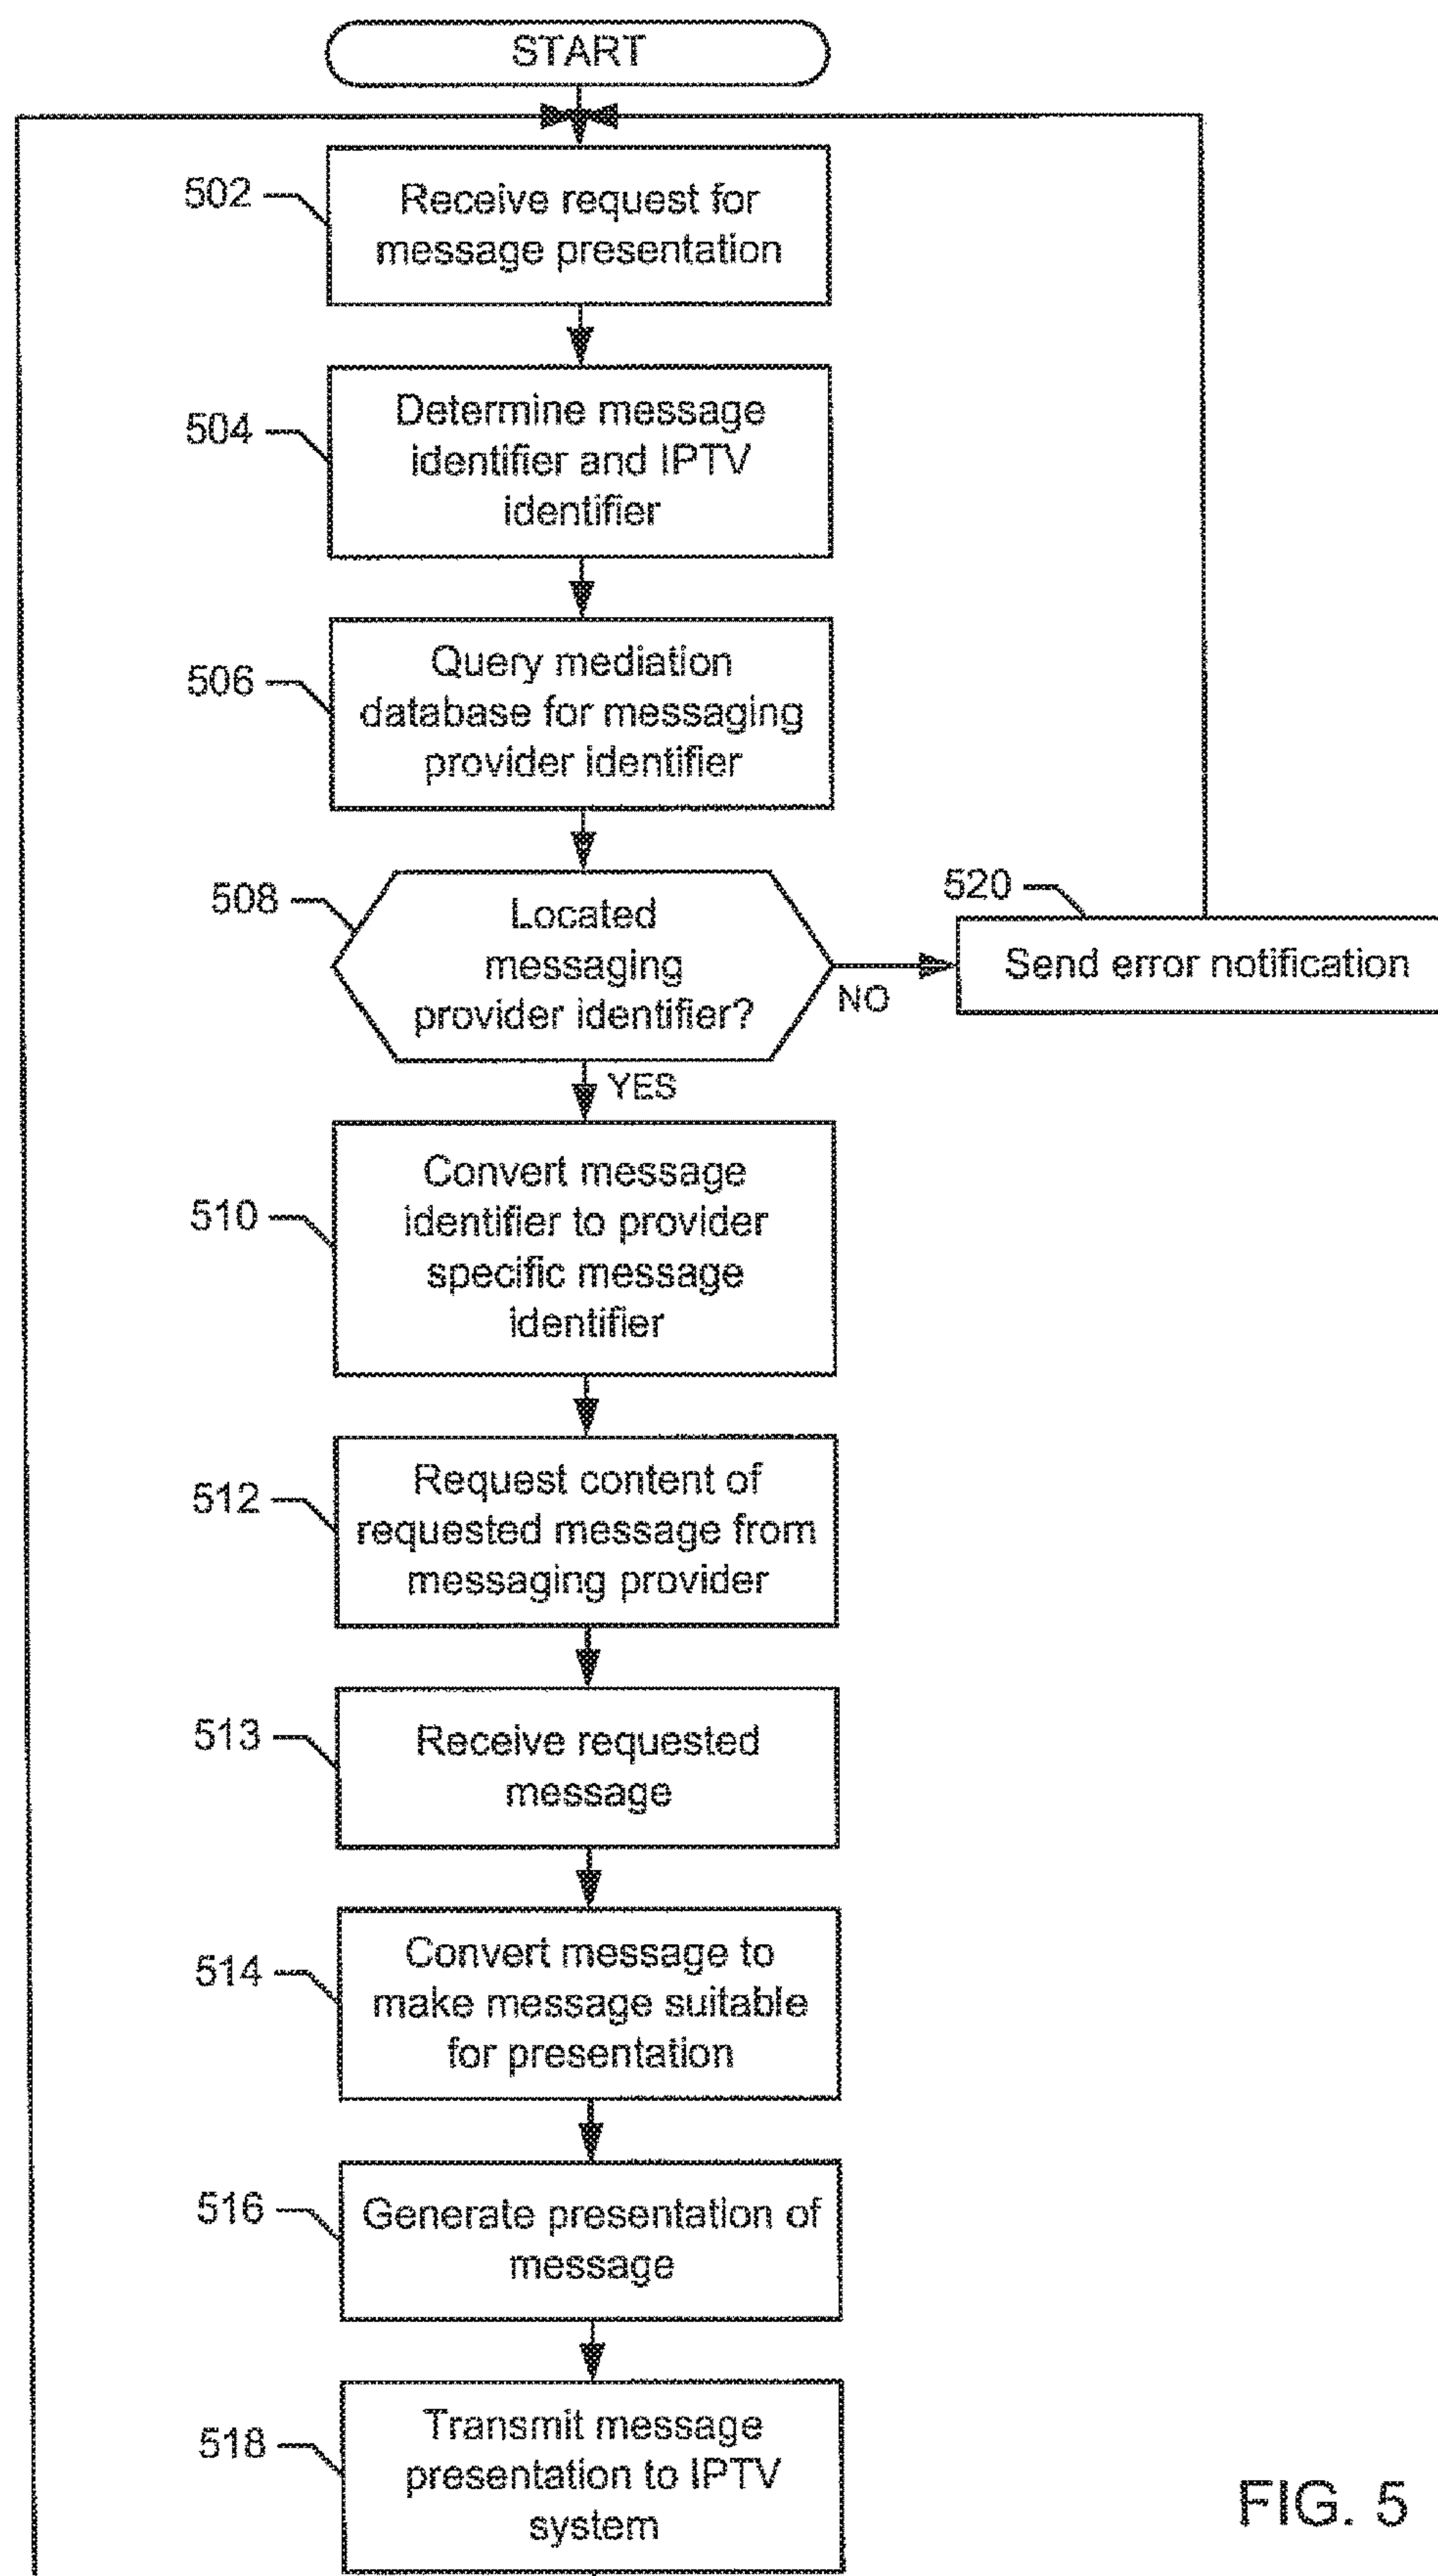 START
502
Receive request for
message presentation
504
Determine message
identifier and IPTV
identifier
506
Query mediation
database for messaging
provider identifier
508
Located
messaging
provider identifier?
NO
520
Send error notification
YES
510
Convert message
identifier to provider
specific message
identifier
512
Request content of
requested message from
messaging provider
513
Receive requested
message
514
Convert message to
make message suitable
for presentation
516
Generate presentation of
message
518
Transmit message
presentation to IPTV
system
FIG. 5